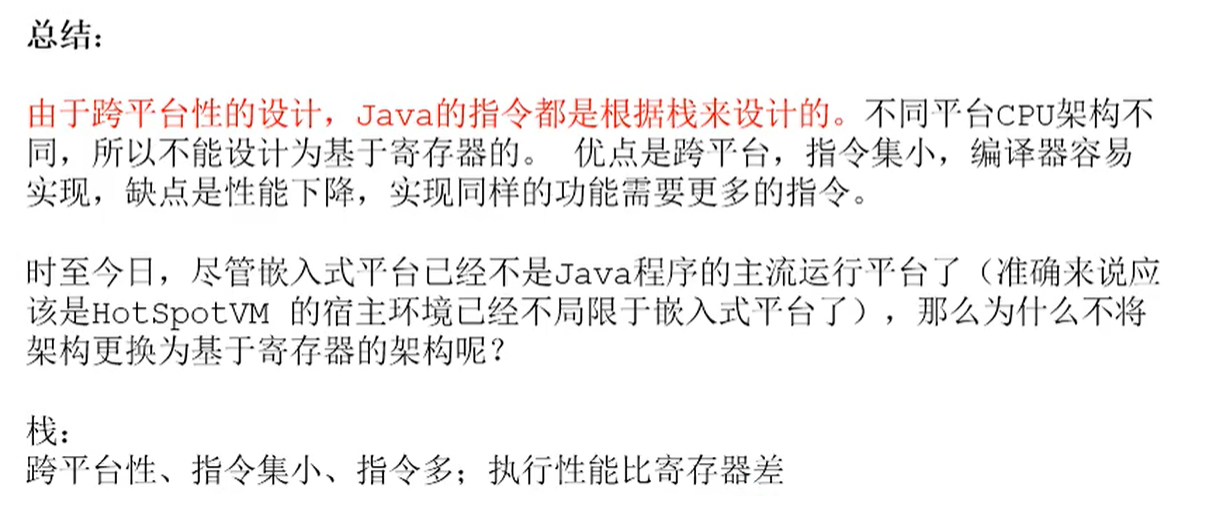 总结：
由于跨平台性的设计，Java的指令都是根据栈来设计的。不同平台CPU架构不
同，所以不能设计为基于寄存器的。 优点是跨平台，指令集小，编译器容易
实现，缺点是性能下降，实现同样的功能需要更多的指令。
时至今日，尽管嵌入式平台已经不是Java程序的主流运行平台了（准确来说应
该是HotSpotVM 的宿主环境已经不局限于嵌入式平台了），那么为什么不将
架构更换为基于寄存器的架构呢？
栈：
跨平台性、指令集小、指令多；执行性能比寄存器差